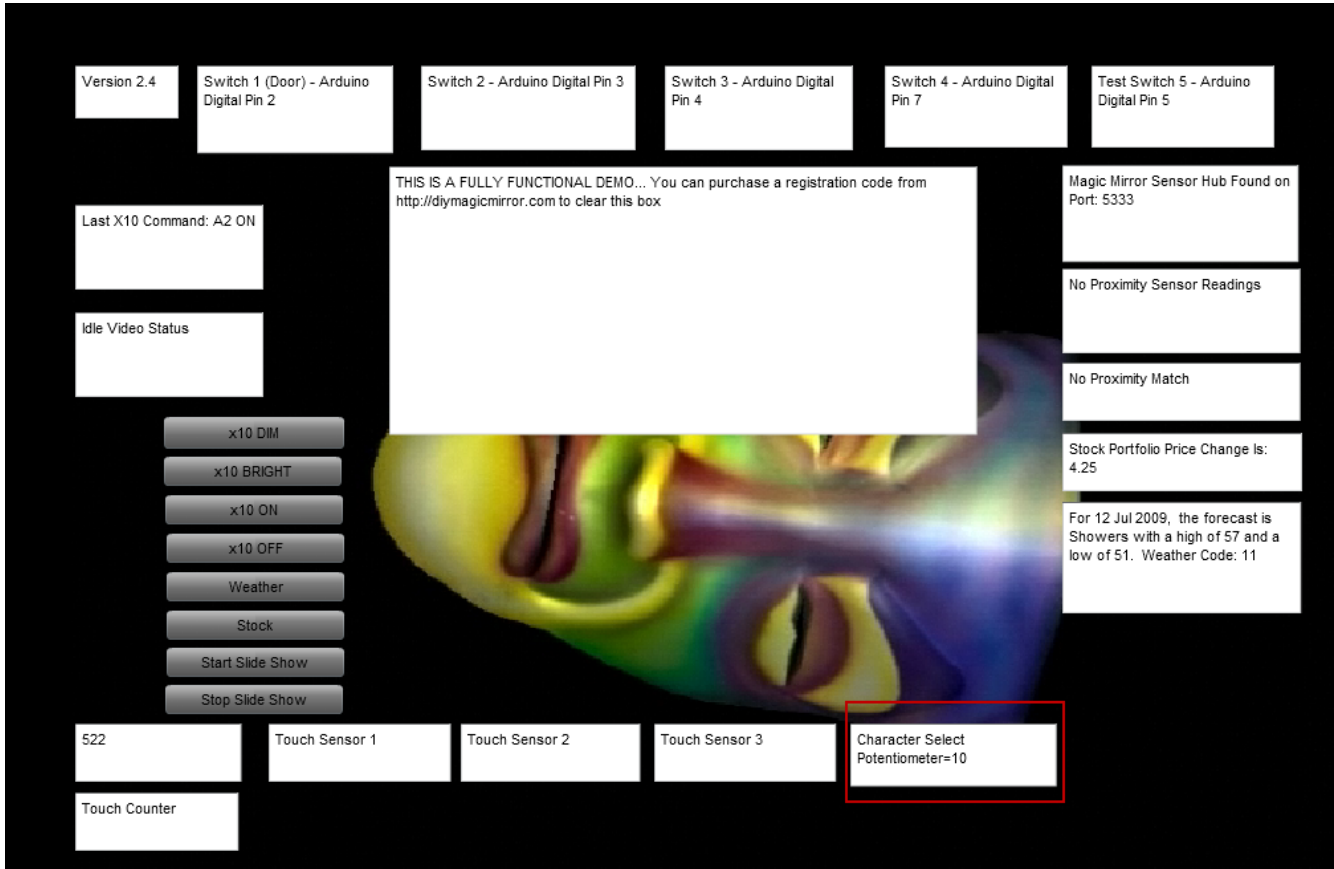 Version 2.4
Switch 1 (Door) - Arduino
Digital Pin 2
Switch 2 - Arduino Digital Pin 3
Switch 3 - Arduino Digital
Pin 4
Switch 4 - Arduino Digital
Pin 7
Test Switch 5 - Arduino
Digital Pin 5
THIS IS A FULLY FUNCTIONAL DEMO... You can purchase a registration code from
http://diymagicmirror.com to clear this box
Magic Mirror Sensor Hub Found on
Port: 5333
Last X10 Command: A2 ON
No Proximity Sensor Readings
Idle Video Status
No Proximity Match
x10 DIM
x10 BRIGHT
x10 ON
x10 OFF
Weather
Stock
Start Slide Show
Stop Slide Show
Stock Portfolio Price Change Is:
4.25
For 12 Jul 2009,  the forecast is
Showers with a high of 57 and a
low of 51.  Weather Code: 11
522
Touch Sensor 1
Touch Sensor 2
Touch Sensor 3
Character Select
Potentiometer=10
Touch Counter